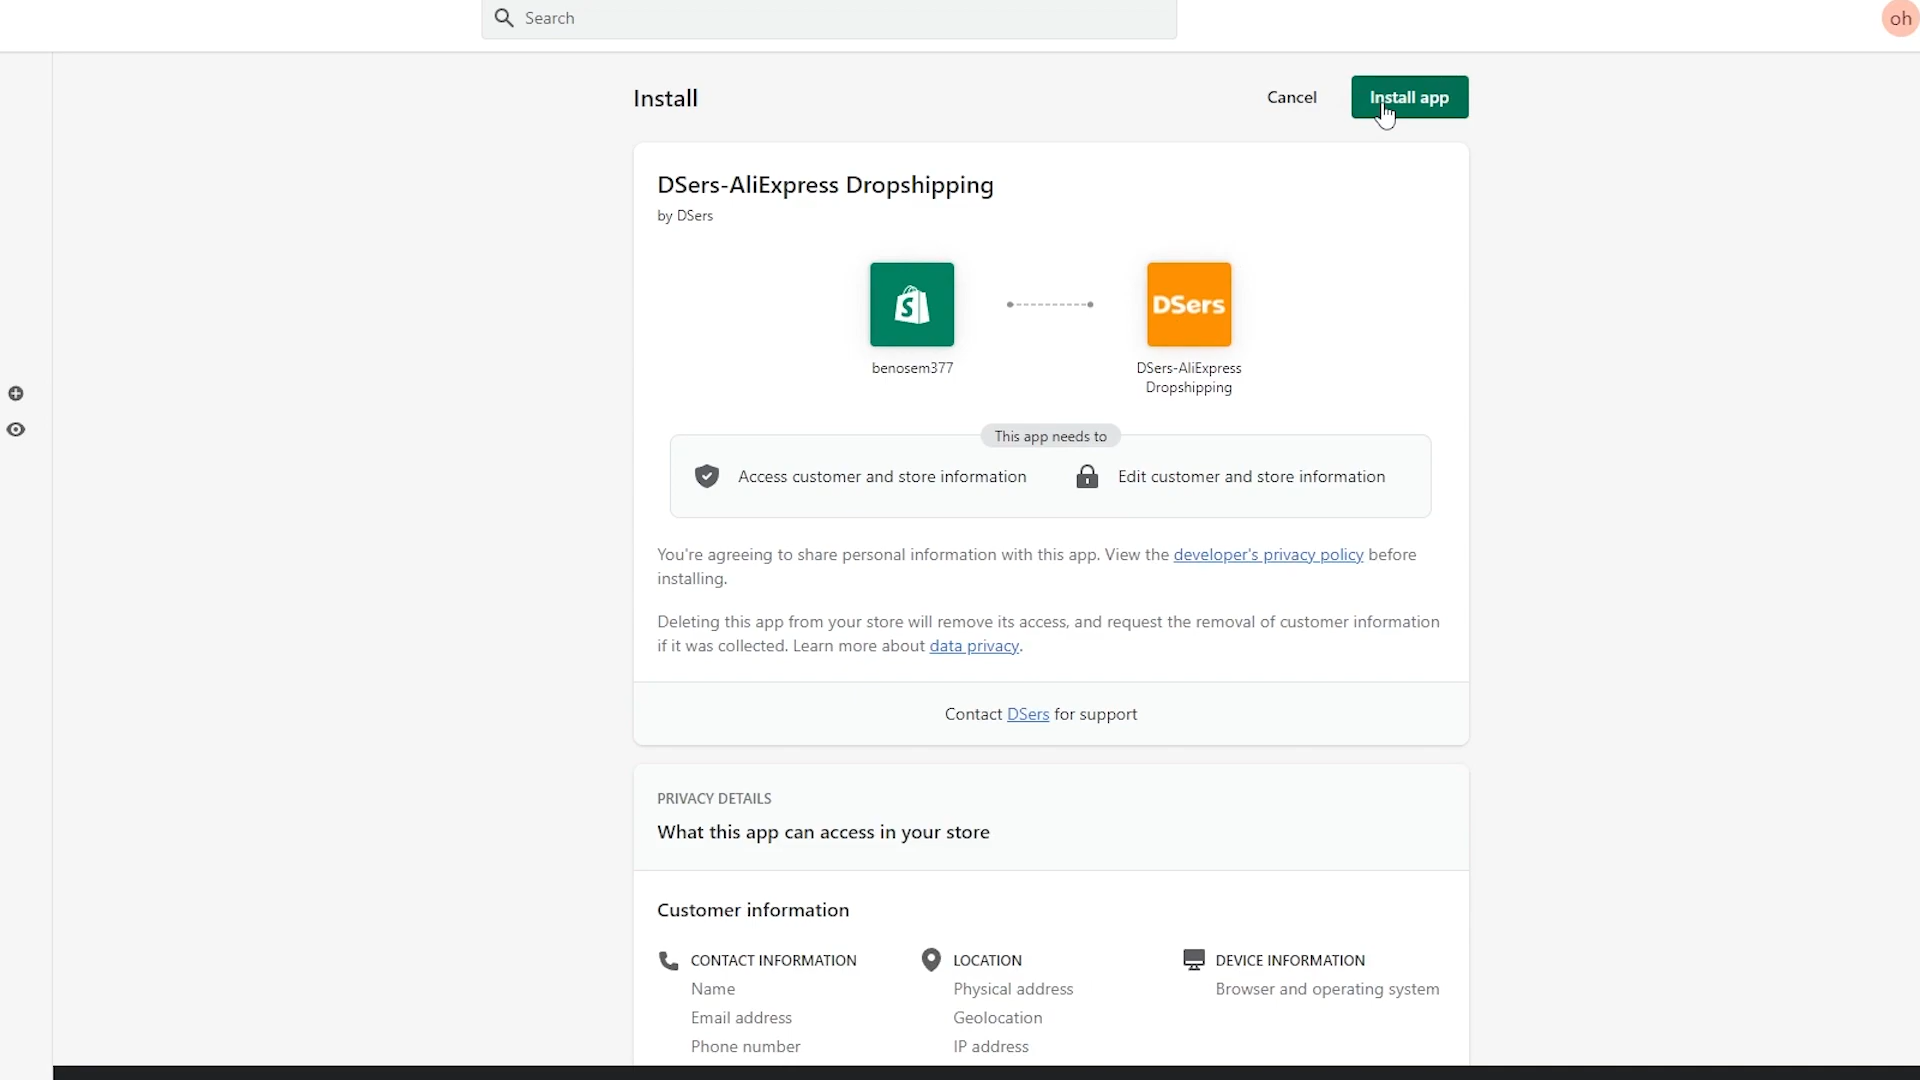 Search
oh
Install
Cancel
Install app
DSers-AliExpress Dropshipping
by DSers
S
DSers
benosem377
DSers-AliExpress
Dropshipping
This app needs to
Access customer and store information
Edit customer and store information
You're agreeing to share personal information with this app. View the developer's privacy policy before
installing.
Deleting this app from your store will remove its access, and request the removal of customer information
if it was collected. Learn more about data privacy.
Contact DSers for support
PRIVACY DETAILS
What this app can access in your store
Customer information
CONTACT INFORMATION
Name
Email address
Phone number
LOCATION
Physical address
Geolocation
IP address
DEVICE INFORMATION
Browser and operating system